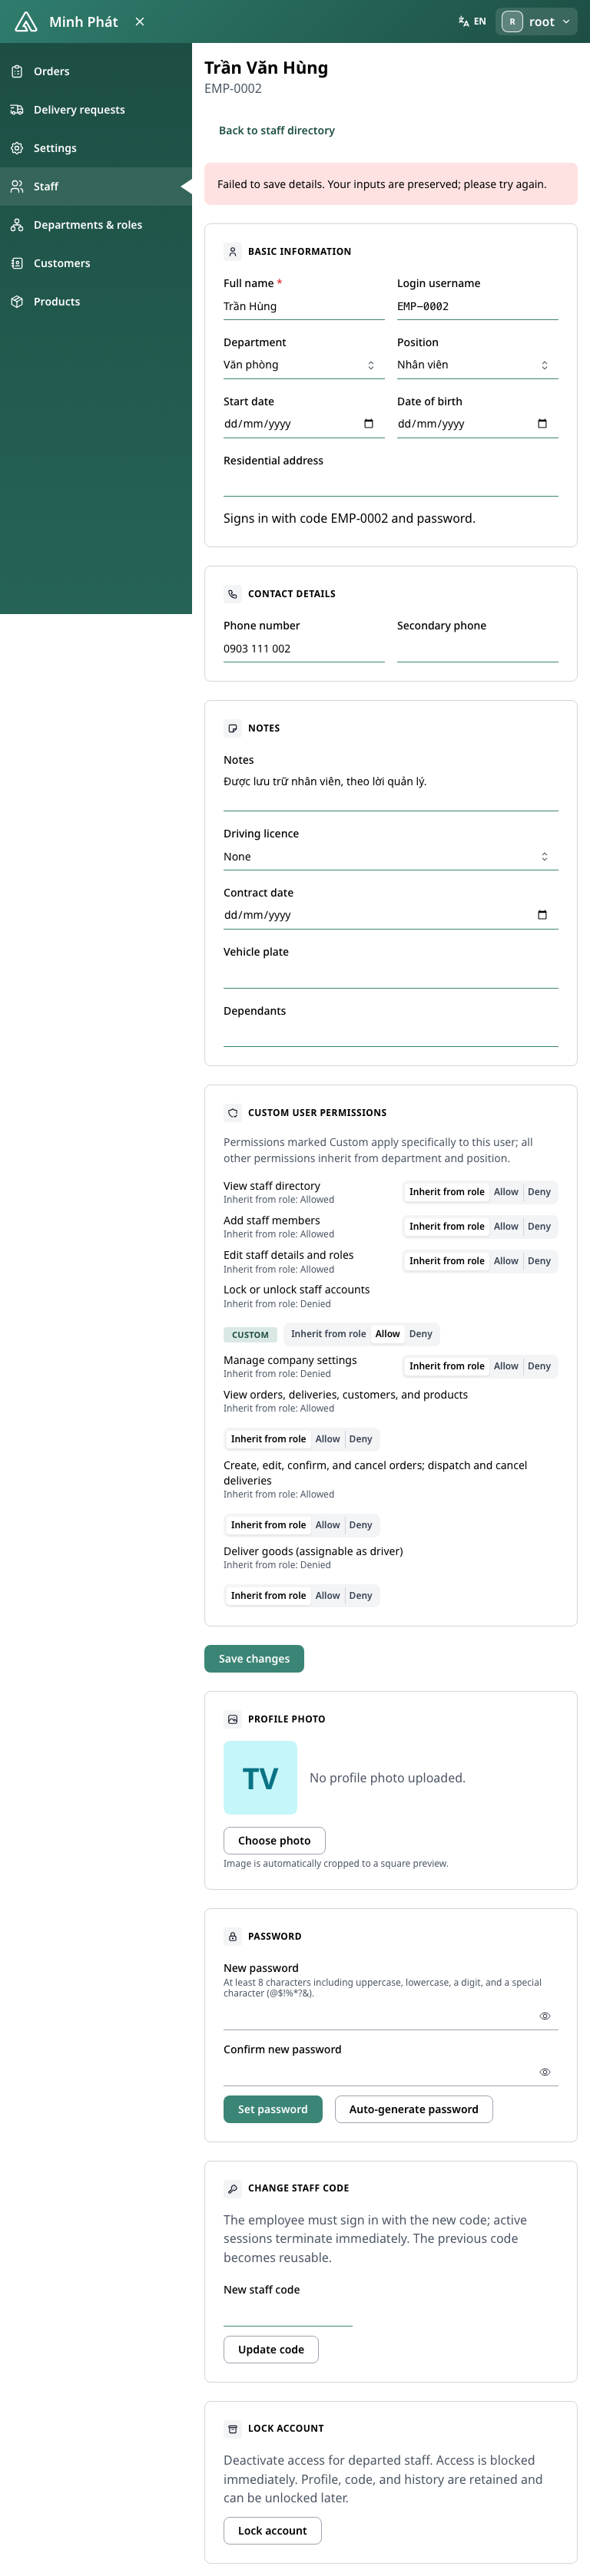 Minh Phát
EN
R
root
Orders
Delivery requests
Settings
Staff
Departments & roles
Customers
Products
Trần Văn Hùng
EMP-0002
Back to staff directory
Failed to save details. Your inputs are preserved; please try again.
BASIC INFORMATION
Full name *
Login username
Trần Hùng
EMP-0002
Department
Position
Văn phòng
Nhân viên
Start date
Date of birth
dd/mm/yyyy
dd/mm/yyyy
Residential address
Signs in with code EMP-0002 and password.
CONTACT DETAILS
Phone number
Secondary phone
0903 111 002
NOTES
Notes
Được lưu trữ nhân viên, theo lời quản lý.
Driving licence
None
Contract date
dd/mm/yyyy
Vehicle plate
Dependants
CUSTOM USER PERMISSIONS
Permissions marked Custom apply specifically to this user; all
other permissions inherit from department and position.
View staff directory
Inherit from role: Allowed
Inherit from role Allow Deny
Add staff members
Inherit from role: Allowed
Inherit from role Allow Deny
Edit staff details and roles
Inherit from role: Allowed
Inherit from role Allow Deny
Lock or unlock staff accounts
Inherit from role: Denied
CUSTOM
Inherit from role Allow Deny
Manage company settings
Inherit from role: Denied
Inherit from role Allow Deny
View orders, deliveries, customers, and products
Inherit from role: Allowed
Inherit from role Allow Deny
Create, edit, confirm, and cancel orders; dispatch and cancel
deliveries
Inherit from role: Allowed
Inherit from role Allow Deny
Deliver goods (assignable as driver)
Inherit from role: Denied
Inherit from role Allow Deny
Save changes
PROFILE PHOTO
TV
No profile photo uploaded.
Choose photo
Image is automatically cropped to a square preview.
PASSWORD
New password
At least 8 characters including uppercase, lowercase, a digit, and a special
character (@$!%*?&).
Confirm new password
Set password
Auto-generate password
CHANGE STAFF CODE
The employee must sign in with the new code; active
sessions terminate immediately. The previous code
becomes reusable.
New staff code
Update code
LOCK ACCOUNT
Deactivate access for departed staff. Access is blocked
immediately. Profile, code, and history are retained and
can be unlocked later.
Lock account